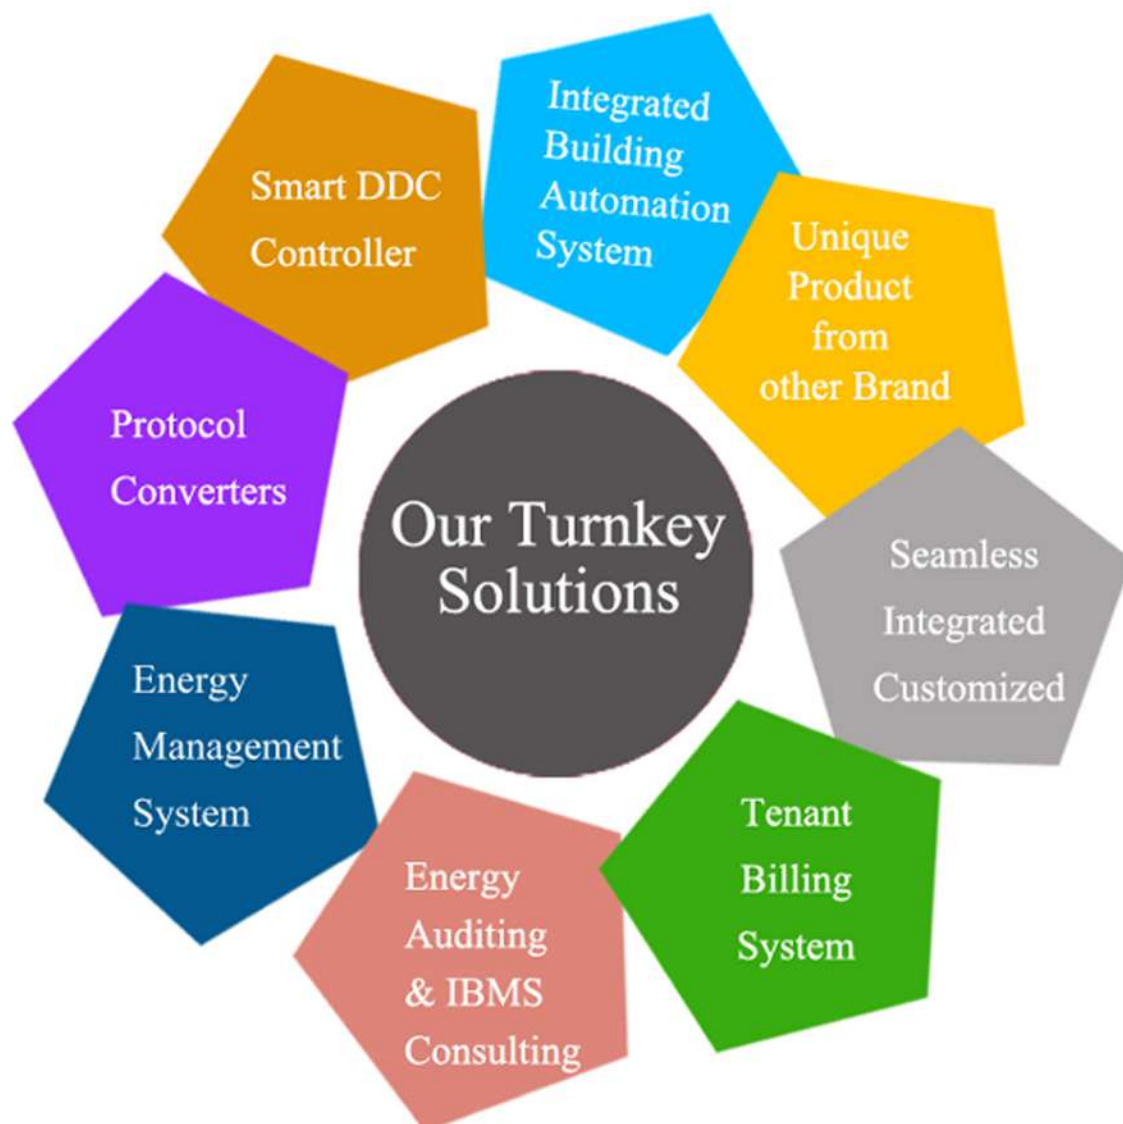 Integrated
Building
Automation
System
Smart DDC
Controller
Unique
Product
from
other Brand
Protocol
Converters
Our Turnkey
Solutions
Seamless
Integrated
Customized
Energy
Management
System
Tenant
Billing
System
Energy
Auditing
& IBMS
Consulting